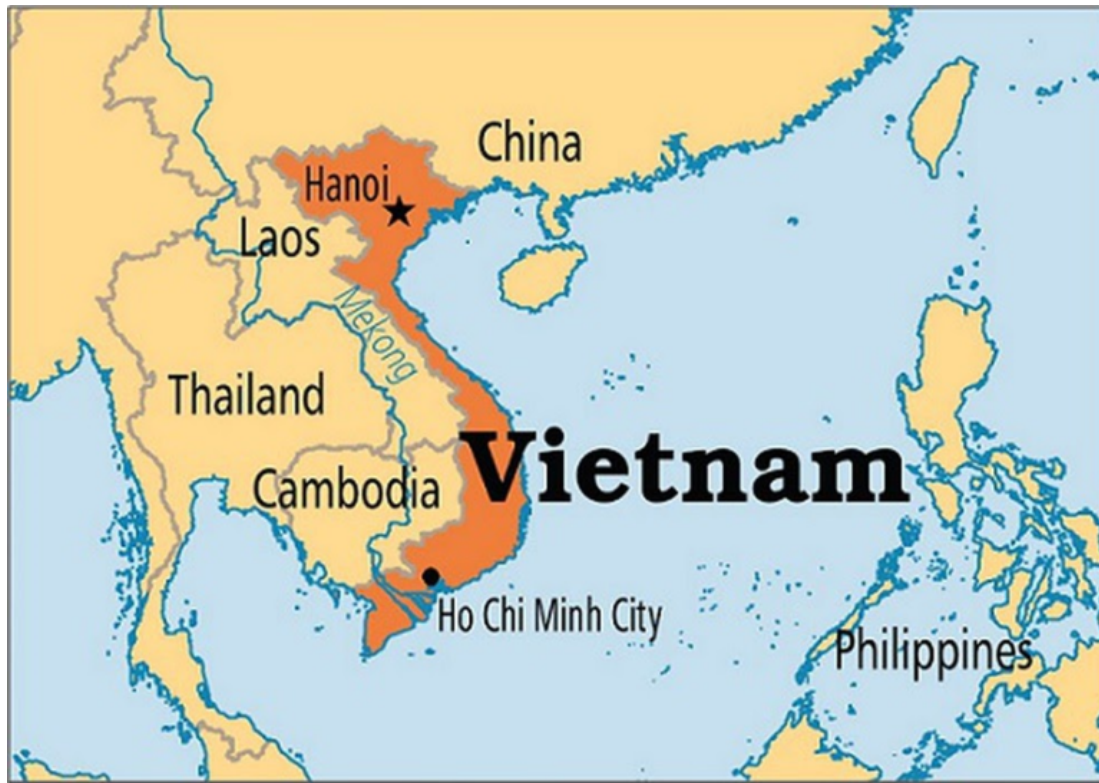 China
Hanoi
Laos
Mekong
Thailand
Vietnam
Cambodia
Ho Chi Minh City
Philippines